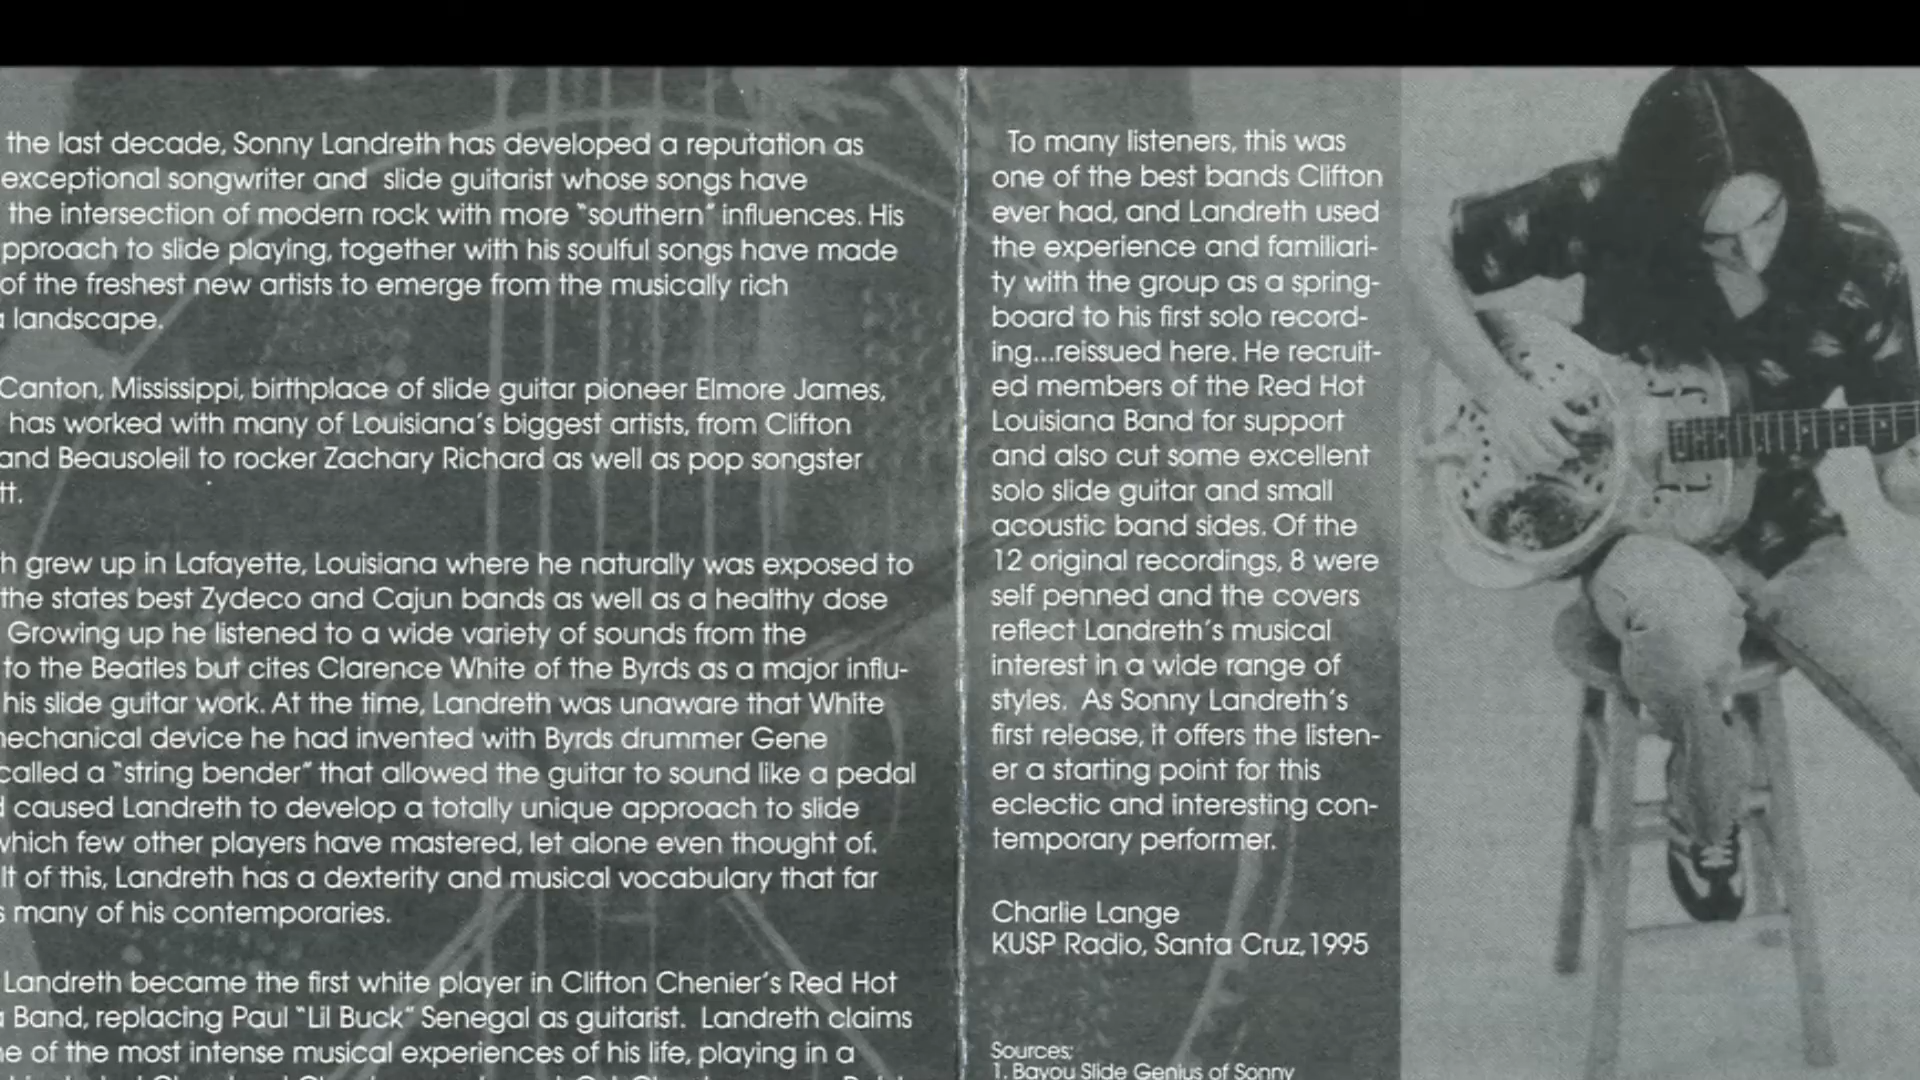 the last decade, Sonny Landreth has developed a reputation as
exceptional songwriter and slide guitarist whose songs have
the intersection of modern rock with more "southern" influences. His
pproach to slide playing, together with his soulful songs have made
of the freshest new artists to emerge from the musically rich
a landscape.
Canton, Mississippi, birthplace of slide guitar pioneer Elmore James,
has worked with many of Louisiana's biggest artists, from Clifton
and Beausoleil to rocker Zachary Richard as well as pop songster
tt.
h grew up in Lafayette, Louisiana where he naturally was exposed to
the states best Zydeco and Cajun bands as well as a healthy dose
Growing up he listened to a wide variety of sounds from the
to the Beatles but cites Clarence White of the Byrds as a major influ-
his slide guitar work. At the time, Landreth was unaware that White
mechanical device he had invented with Byrds drummer Gene
called a "string bender" that allowed the guitar to sound like a pedal
caused Landreth to develop a totally unique approach to slide
which few other players have mastered, let alone even thought of.
lt of this, Landreth has a dexterity and musical vocabulary that far
s many of his contemporaries.
Landreth became the first white player in Clifton Chenier's Red Hot
a Band, replacing Paul "Lil Buck" Senegal as guitarist. Landreth claims
ne of the most intense musical experiences of his life, playing in a
To many listeners, this was
one of the best bands Clifton
ever had, and Landreth used
the experience and familiari-
ty with the group as a spring-
board to his first solo record-
ing...reissued here. He recruit-
ed members of the Red Hot
Louisiana Band for support
and also cut some excellent
solo slide guitar and small
acoustic band sides. Of the
12 original recordings, 8 were
self penned and the covers
reflect Landreth's musical
interest in a wide range of
styles. As Sonny Landreth's
first release, it offers the listen-
er a starting point for this
eclectic and interesting con-
temporary performer.
Charlie Lange
KUSP Radio, Santa Cruz, 1995
Sources;
1. Bayou Slide Genius of Sonny